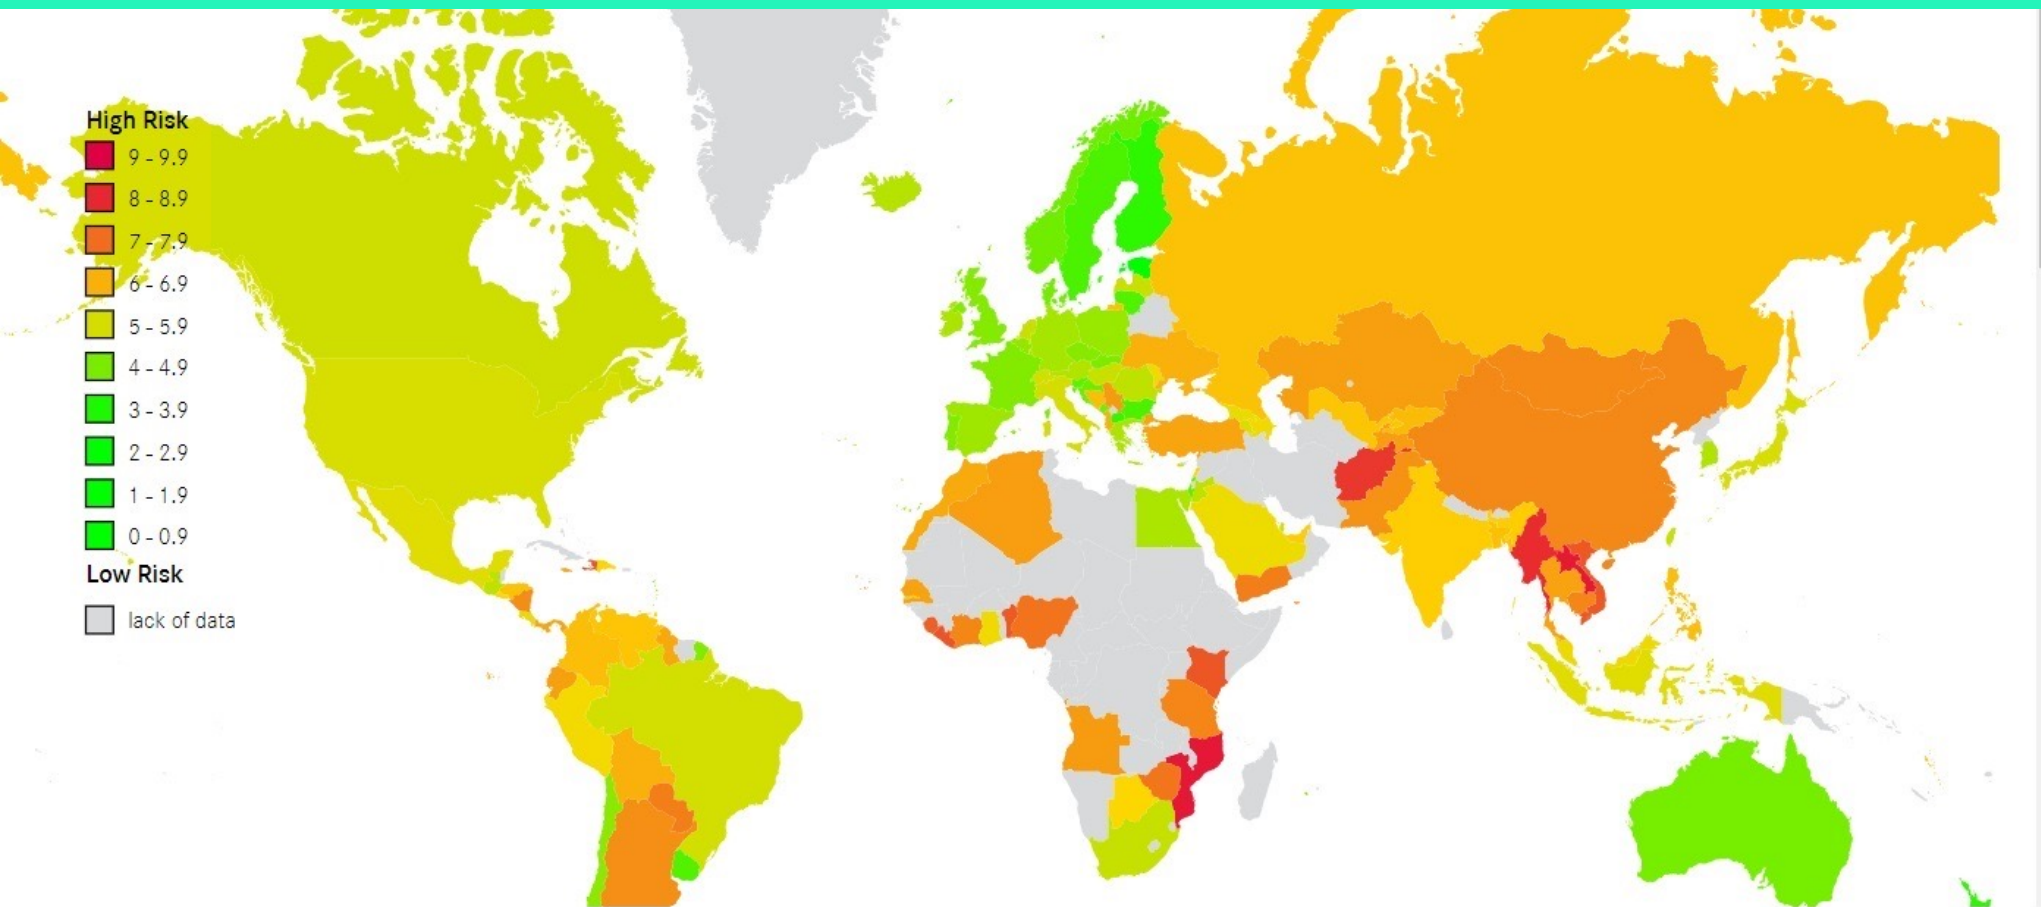 High Risk
9 - 9.9
8 - 8.9
7 - 7.9
6 - 6.9
5 - 5.9
4 - 4.9
3 - 3.9
2 - 2.9
1 - 1.9
0 - 0.9
Low Risk
lack of data